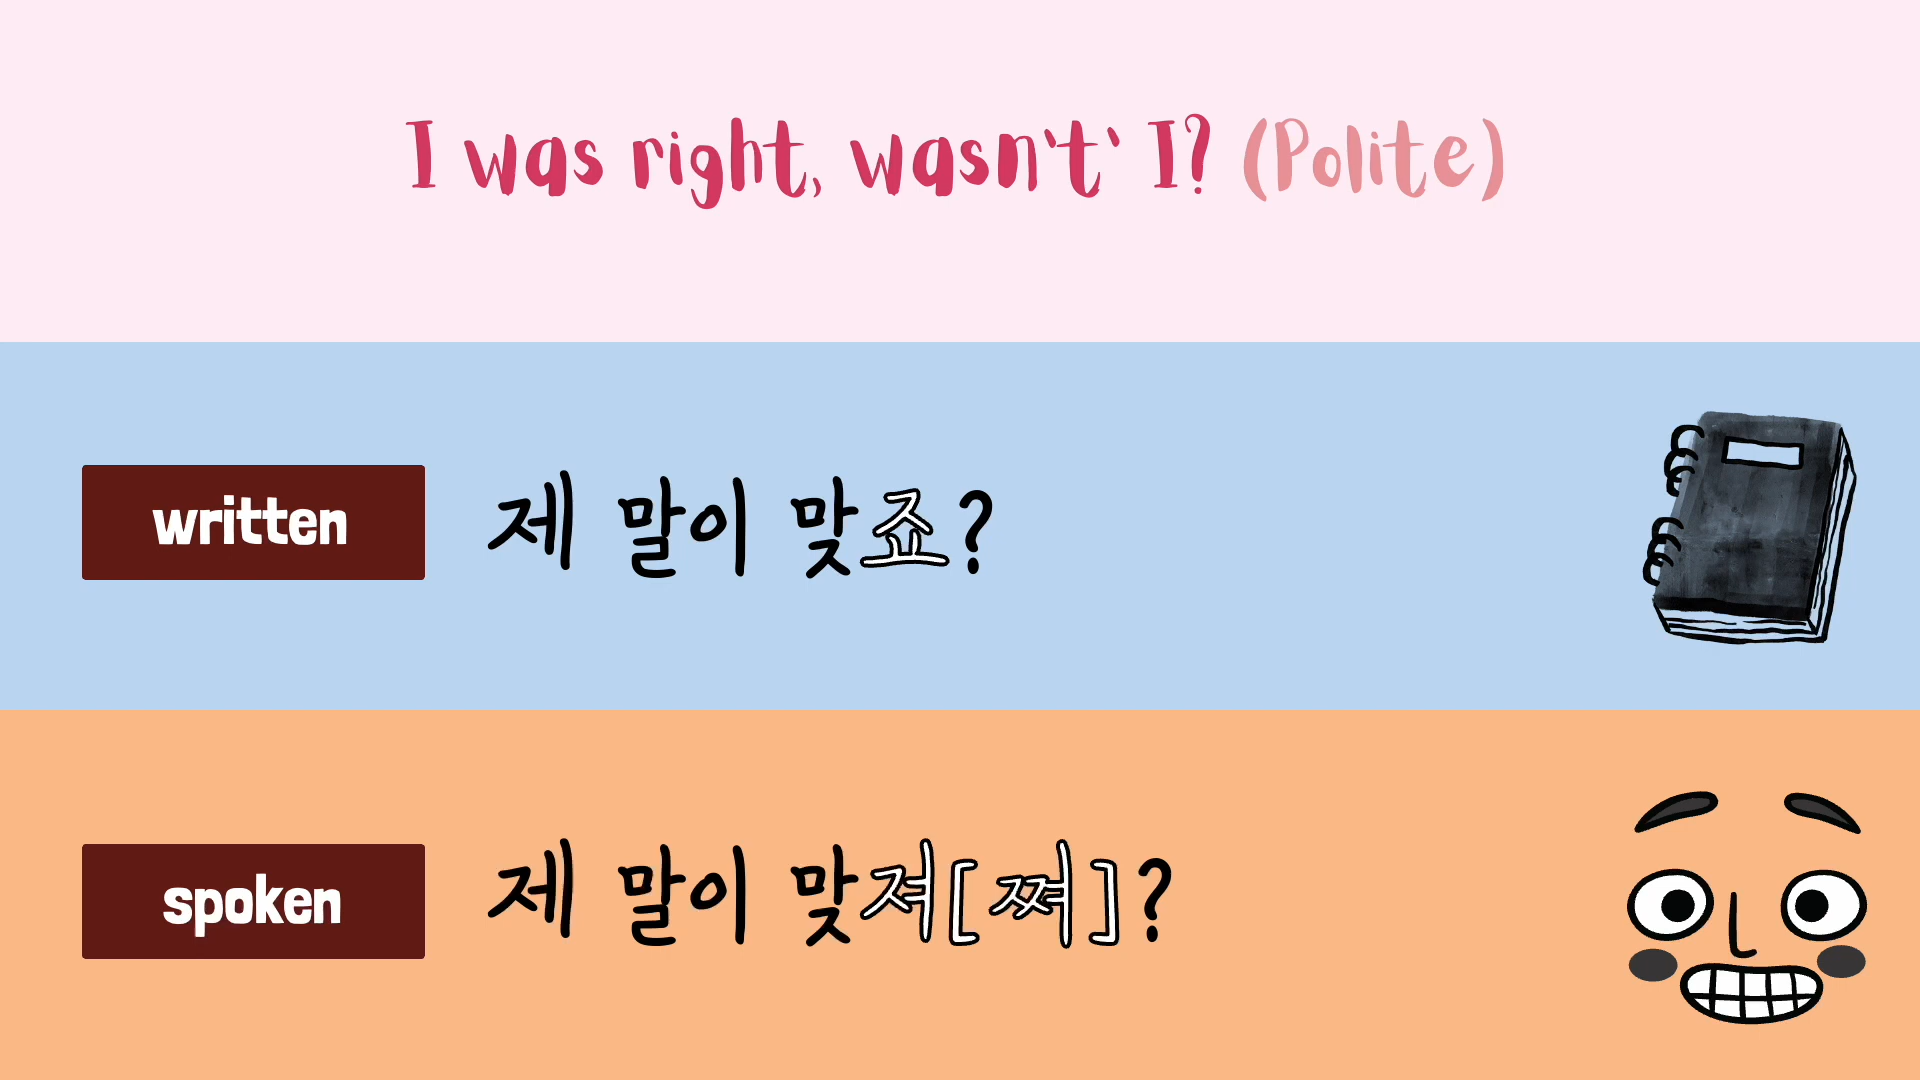 I was right, wasn't' I? (Polite)
written
제 말이 맞죠?
spoken
제 말이 맞져[쪄]?